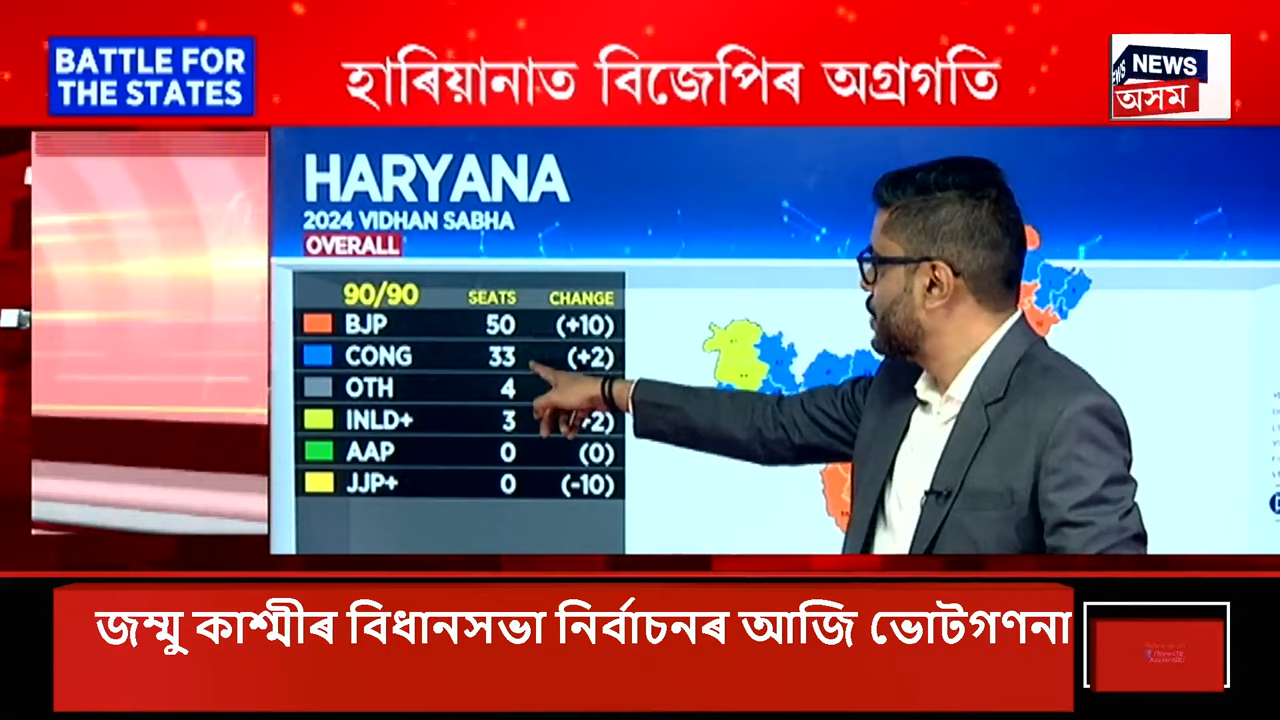 BATTLE FOR
THE STATES
হাৰিয়ানাত বিজেপিৰ অগ্ৰগতি
NEWS
অসম
HARYANA
2024 VIDHAN SABHA
OVERALL
90/90 SEATS CHANGE
BJP 50 (+10)
CONG 33 (+2)
OTH 4
INLD+ 3 +2)
AAP 0 (0)
JJP+ 0 (-10)
জম্মু কাশ্মীৰ বিধানসভা নিৰ্বাচনৰ আজি ভোটগণনা